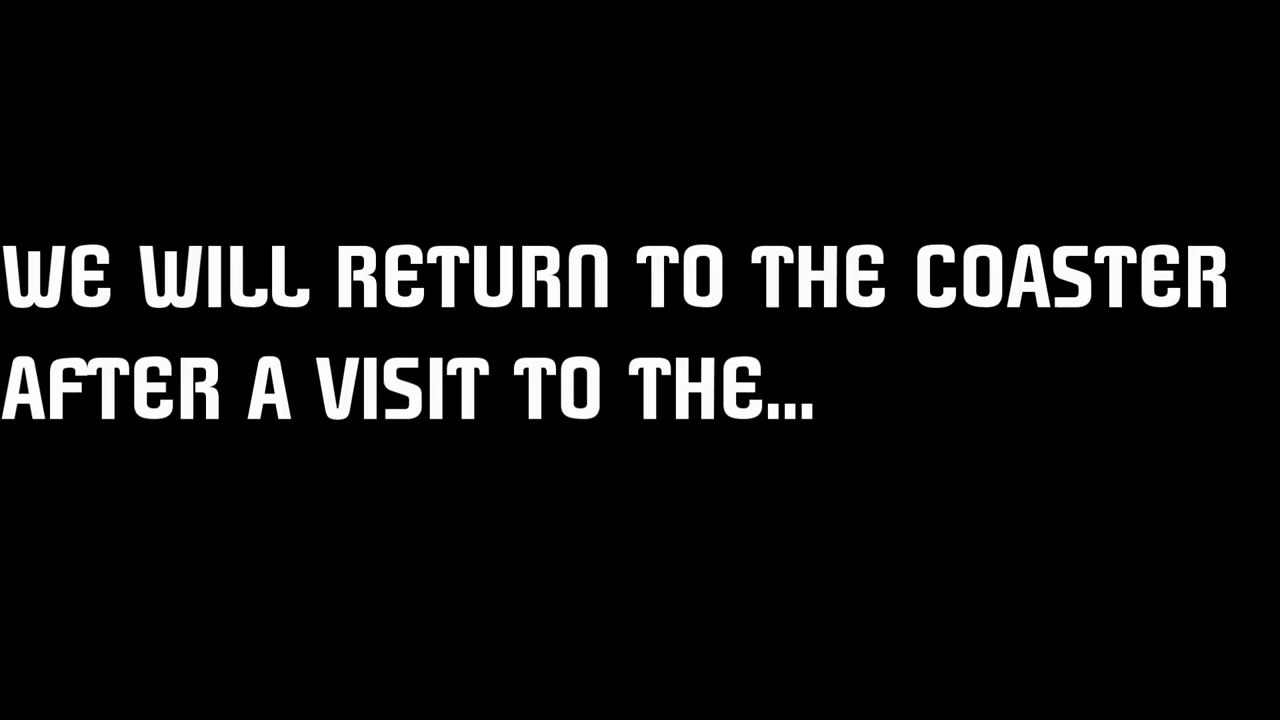 WE WILL RETURN TO THE COASTER
AFTER A VISIT TO THE...